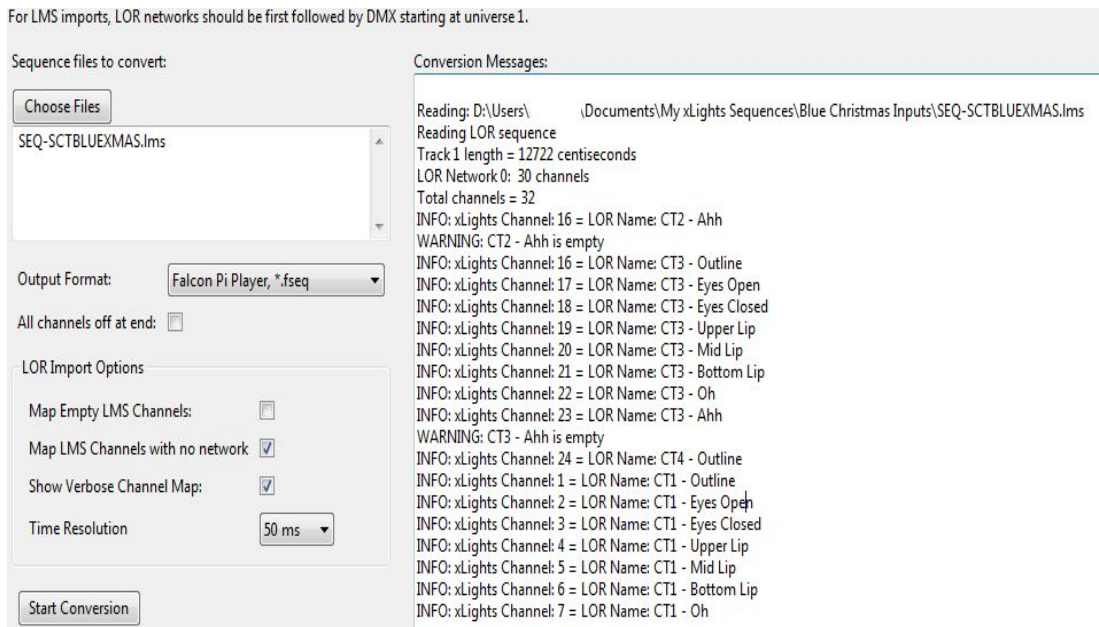 For LMS imports, LOR networks should be first followed by DMX starting at universe 1.
Sequence files to convert:
Choose Files
SEQ-SCTBLUEXMAS.lms
Output Format:
Falcon Pi Player, *.fseq
All channels off at end:
LOR Import Options
Map Empty LMS Channels:
Map LMS Channels with no network
Show Verbose Channel Map:
Time Resolution
50 ms
Start Conversion
Conversion Messages:
Reading: D:\Users\ \Documents\My xLights Sequences\Blue Christmas Inputs\SEQ-SCTBLUEXMAS.lms
Reading LOR sequence
Track 1 length = 12722 centiseconds
LOR Network 0: 30 channels
Total channels = 32
INFO: xLights Channel: 16 = LOR Name: CT2 - Ahh
WARNING: CT2 - Ahh is empty
INFO: xLights Channel: 16 = LOR Name: CT3 - Outline
INFO: xLights Channel: 17 = LOR Name: CT3 - Eyes Open
INFO: xLights Channel: 18 = LOR Name: CT3 - Eyes Closed
INFO: xLights Channel: 19 = LOR Name: CT3 - Upper Lip
INFO: xLights Channel: 20 = LOR Name: CT3 - Mid Lip
INFO: xLights Channel: 21 = LOR Name: CT3 - Bottom Lip
INFO: xLights Channel: 22 = LOR Name: CT3 - Oh
INFO: xLights Channel: 23 = LOR Name: CT3 - Ahh
WARNING: CT3 - Ahh is empty
INFO: xLights Channel: 24 = LOR Name: CT4 - Outline
INFO: xLights Channel: 1 = LOR Name: CT1 - Outline
INFO: xLights Channel: 2 = LOR Name: CT1 - Eyes Open
INFO: xLights Channel: 3 = LOR Name: CT1 - Eyes Closed
INFO: xLights Channel: 4 = LOR Name: CT1 - Upper Lip
INFO: xLights Channel: 5 = LOR Name: CT1 - Mid Lip
INFO: xLights Channel: 6 = LOR Name: CT1 - Bottom Lip
INFO: xLights Channel: 7 = LOR Name: CT1 - Oh